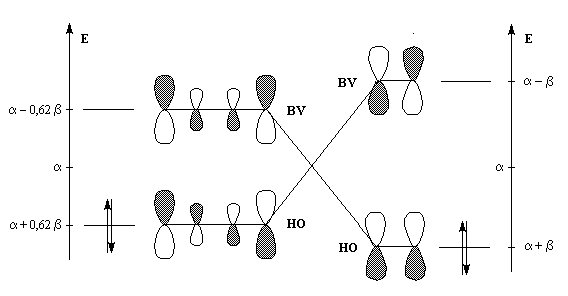 E
E
BV
α – 0,62 β
BV
α – β
α
α
α + 0,62 β
HO
HO
α + β